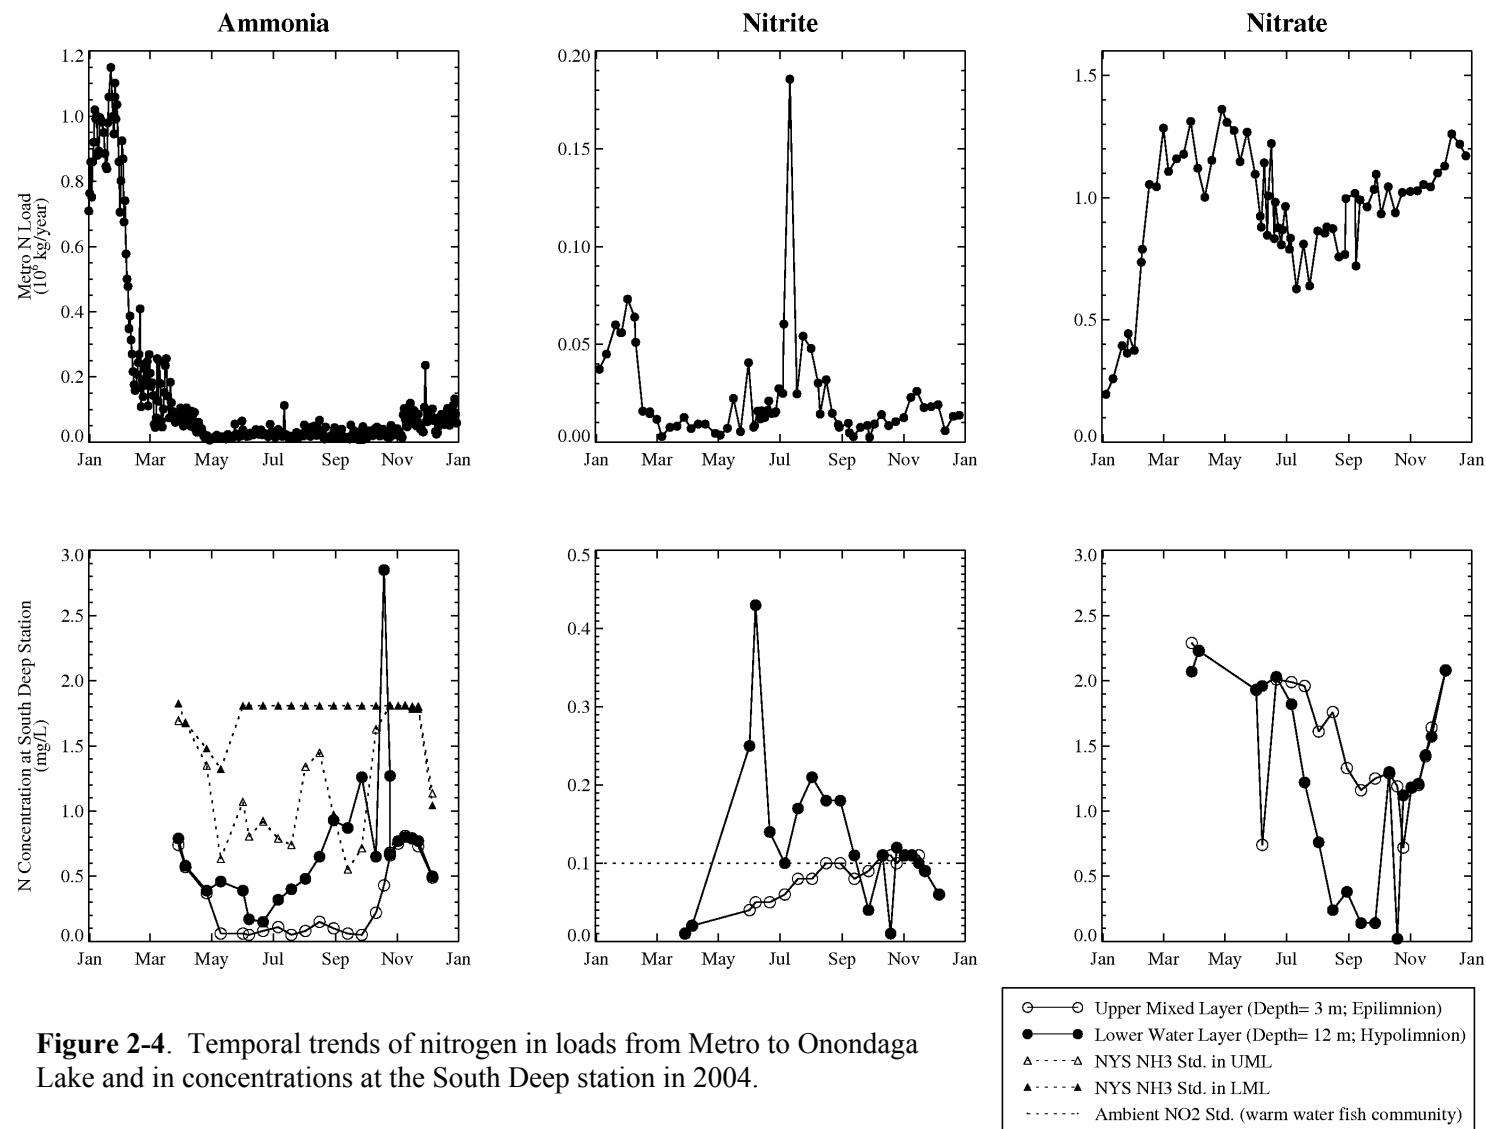 Ammonia
Nitrite
Nitrate
Metro N Load
(10⁶ kg/year)
1.2
1.0
0.8
0.6
0.4
0.2
0.0
Jan Mar May Jul Sep Nov Jan
0.20
0.15
0.10
0.05
0.00
Jan Mar May Jul Sep Nov Jan
1.5
1.0
0.5
0.0
Jan Mar May Jul Sep Nov Jan
N Concentration at South Deep Station
(mg/L)
3.0
2.5
2.0
1.5
1.0
0.5
0.0
Jan Mar May Jul Sep Nov Jan
0.5
0.4
0.3
0.2
0.1
0.0
Jan Mar May Jul Sep Nov Jan
3.0
2.5
2.0
1.5
1.0
0.5
0.0
Jan Mar May Jul Sep Nov Jan
Upper Mixed Layer (Depth= 3 m; Epilimnion)
Lower Water Layer (Depth= 12 m; Hypolimnion)
NYS NH3 Std. in UML
NYS NH3 Std. in LML
Ambient NO2 Std. (warm water fish community)
Figure 2-4. Temporal trends of nitrogen in loads from Metro to Onondaga
Lake and in concentrations at the South Deep station in 2004.